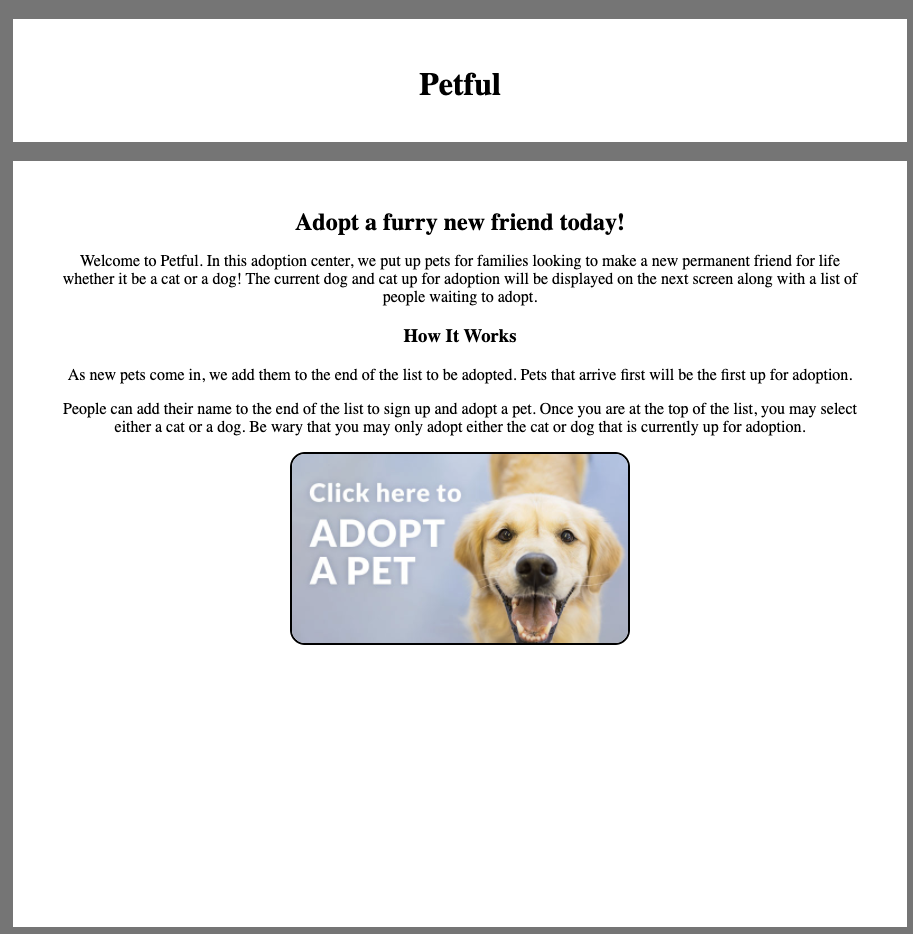 Petful
Adopt a furry new friend today!
Welcome to Petful. In this adoption center, we put up pets for families looking to make a new permanent friend for life
whether it be a cat or a dog! The current dog and cat up for adoption will be displayed on the next screen along with a list of
people waiting to adopt.
How It Works
As new pets come in, we add them to the end of the list to be adopted. Pets that arrive first will be the first up for adoption.
People can add their name to the end of the list to sign up and adopt a pet. Once you are at the top of the list, you may select
either a cat or a dog. Be wary that you may only adopt either the cat or dog that is currently up for adoption.
Click here to
ADOPT
A PET